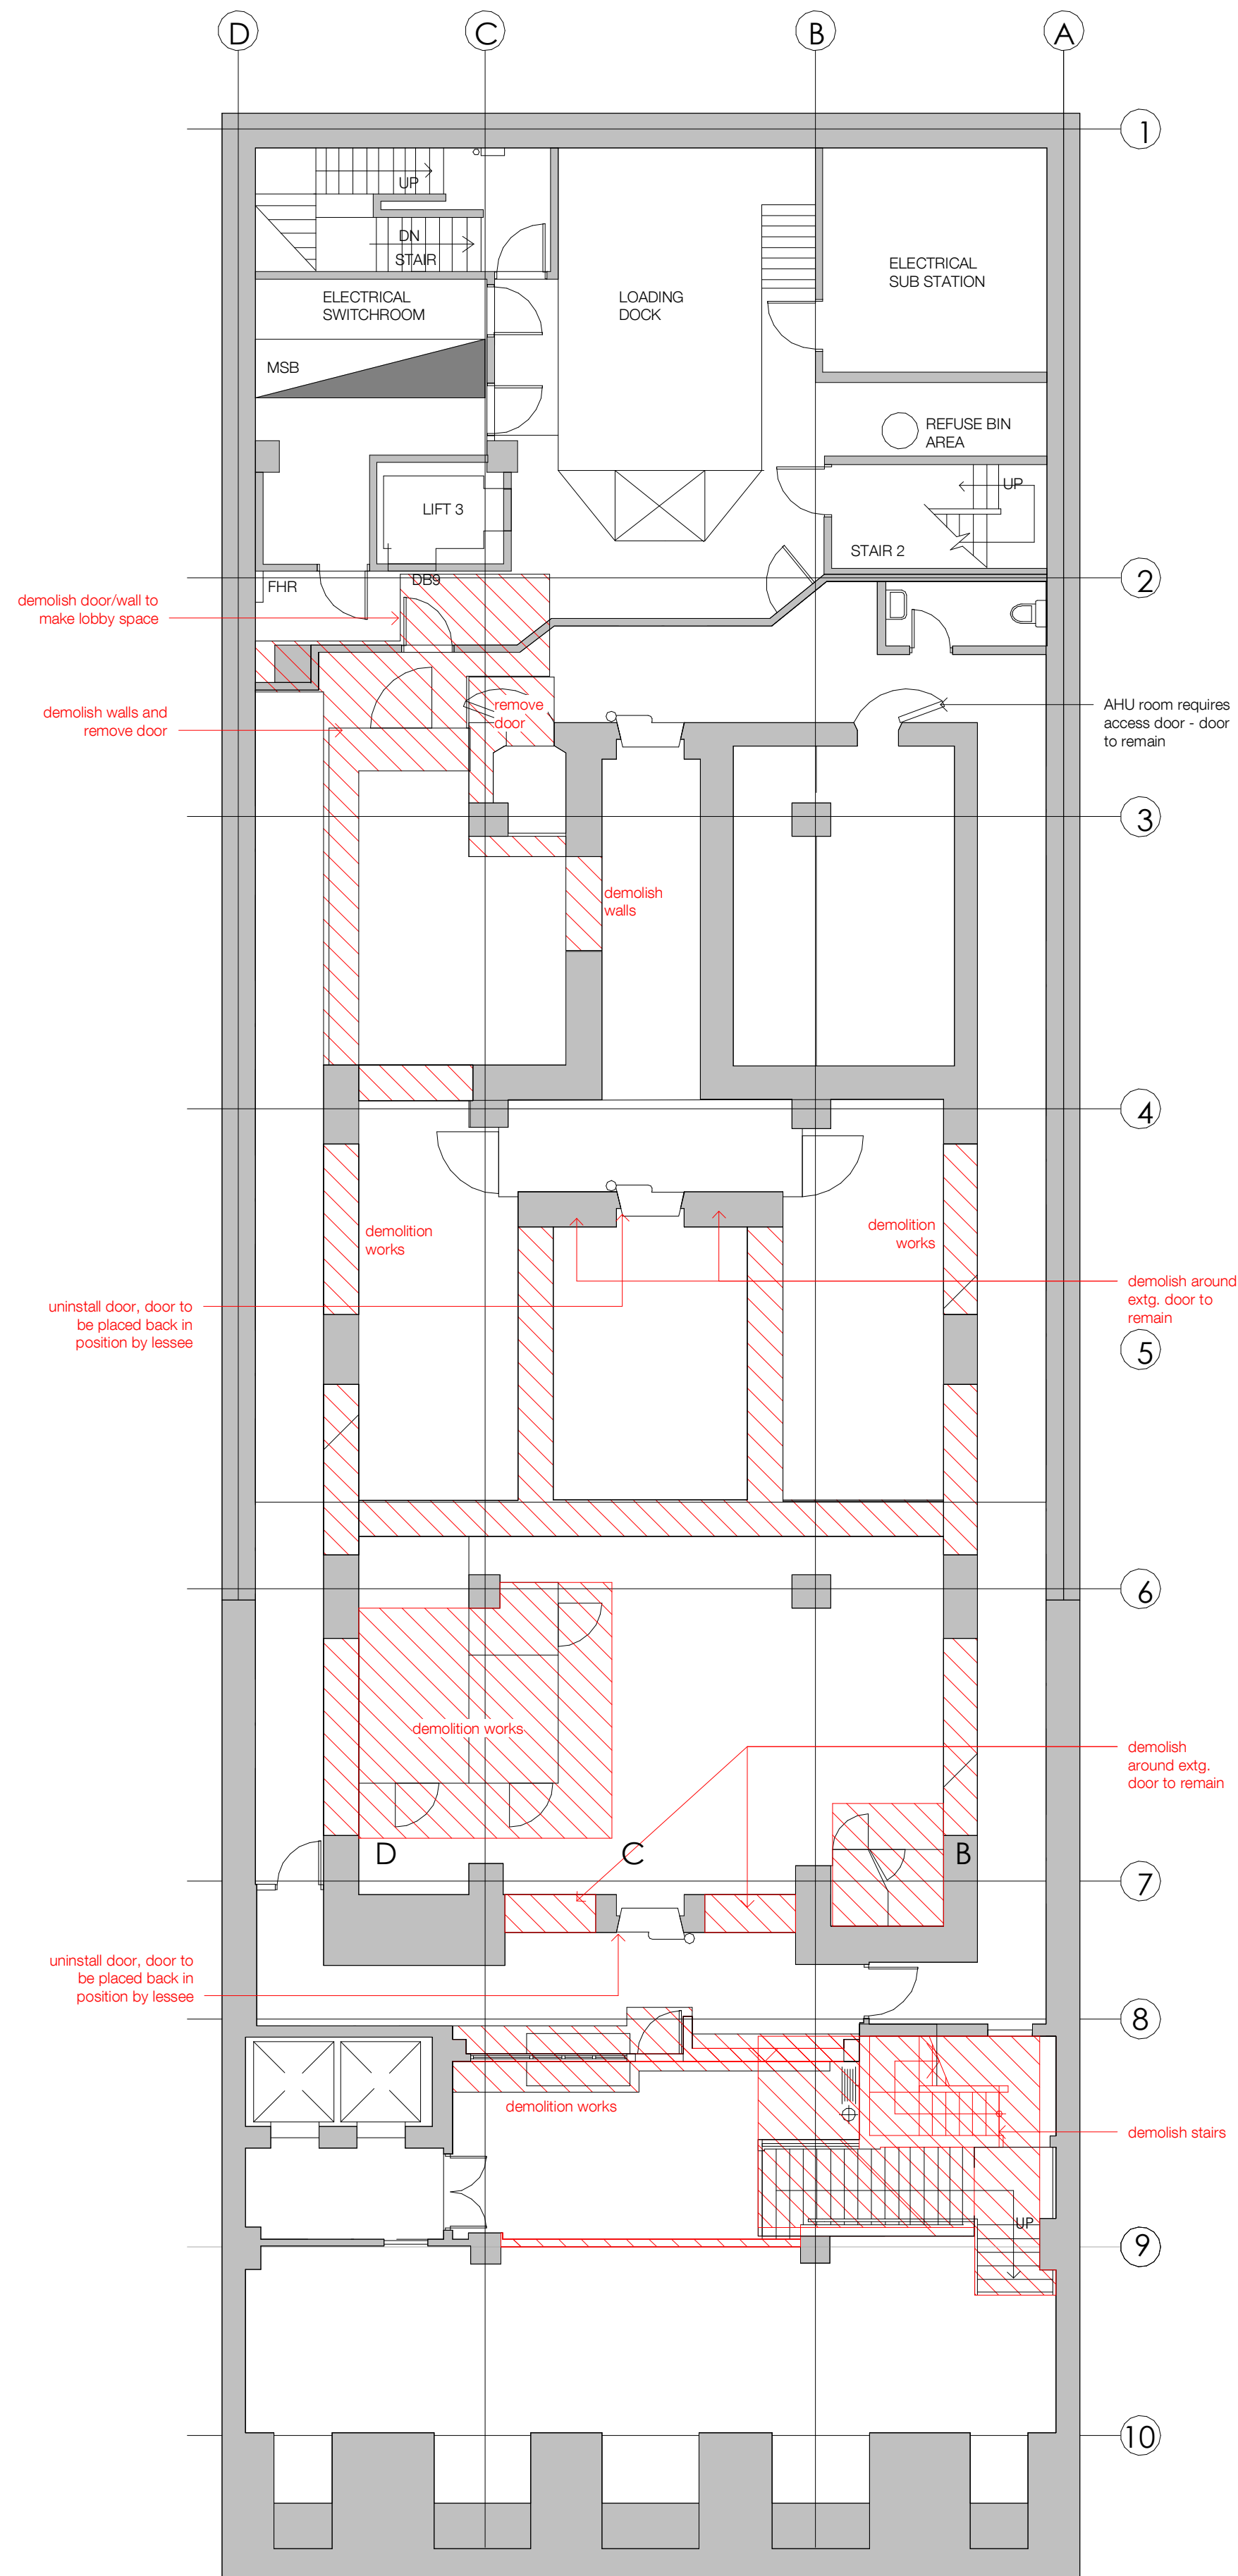 D
C
B
A
1
UP
DN
STAIR
ELECTRICAL
SUB STATION
ELECTRICAL
SWITCHROOM
LOADING
DOCK
MSB
REFUSE BIN
AREA
UP
LIFT 3
STAIR 2
2
DB9
FHR
demolish door/wall to
make lobby space
remove
door
demolish walls and
remove door
AHU room requires
access door - door
to remain
3
demolish
walls
4
demolition
works
demolition
works
demolish around
extg. door to
remain
uninstall door, door to
be placed back in
position by lessee
5
6
demolition works
demolish
around extg.
door to remain
D
C
B
7
uninstall door, door to
be placed back in
position by lessee
8
demolition works
demolish stairs
UP
9
10